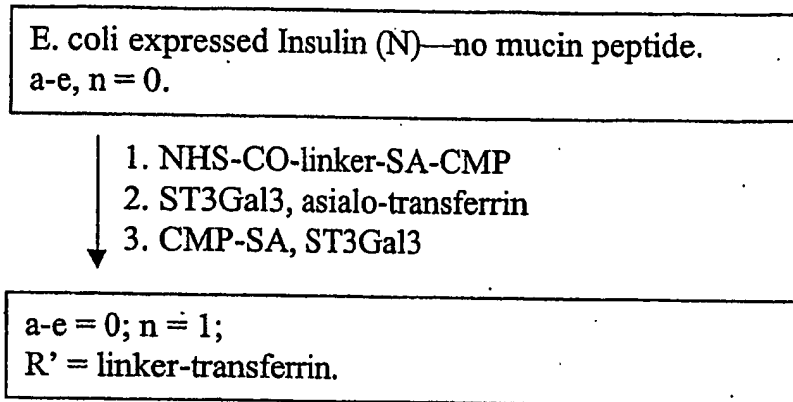 E. coli expressed Insulin (N)—no mucin peptide.
a-e, n = 0.
1. NHS-CO-linker-SA-CMP
2. ST3Gal3, asialo-transferrin
3. CMP-SA, ST3Gal3
a-e = 0; n = 1;
R’ = linker-transferrin.